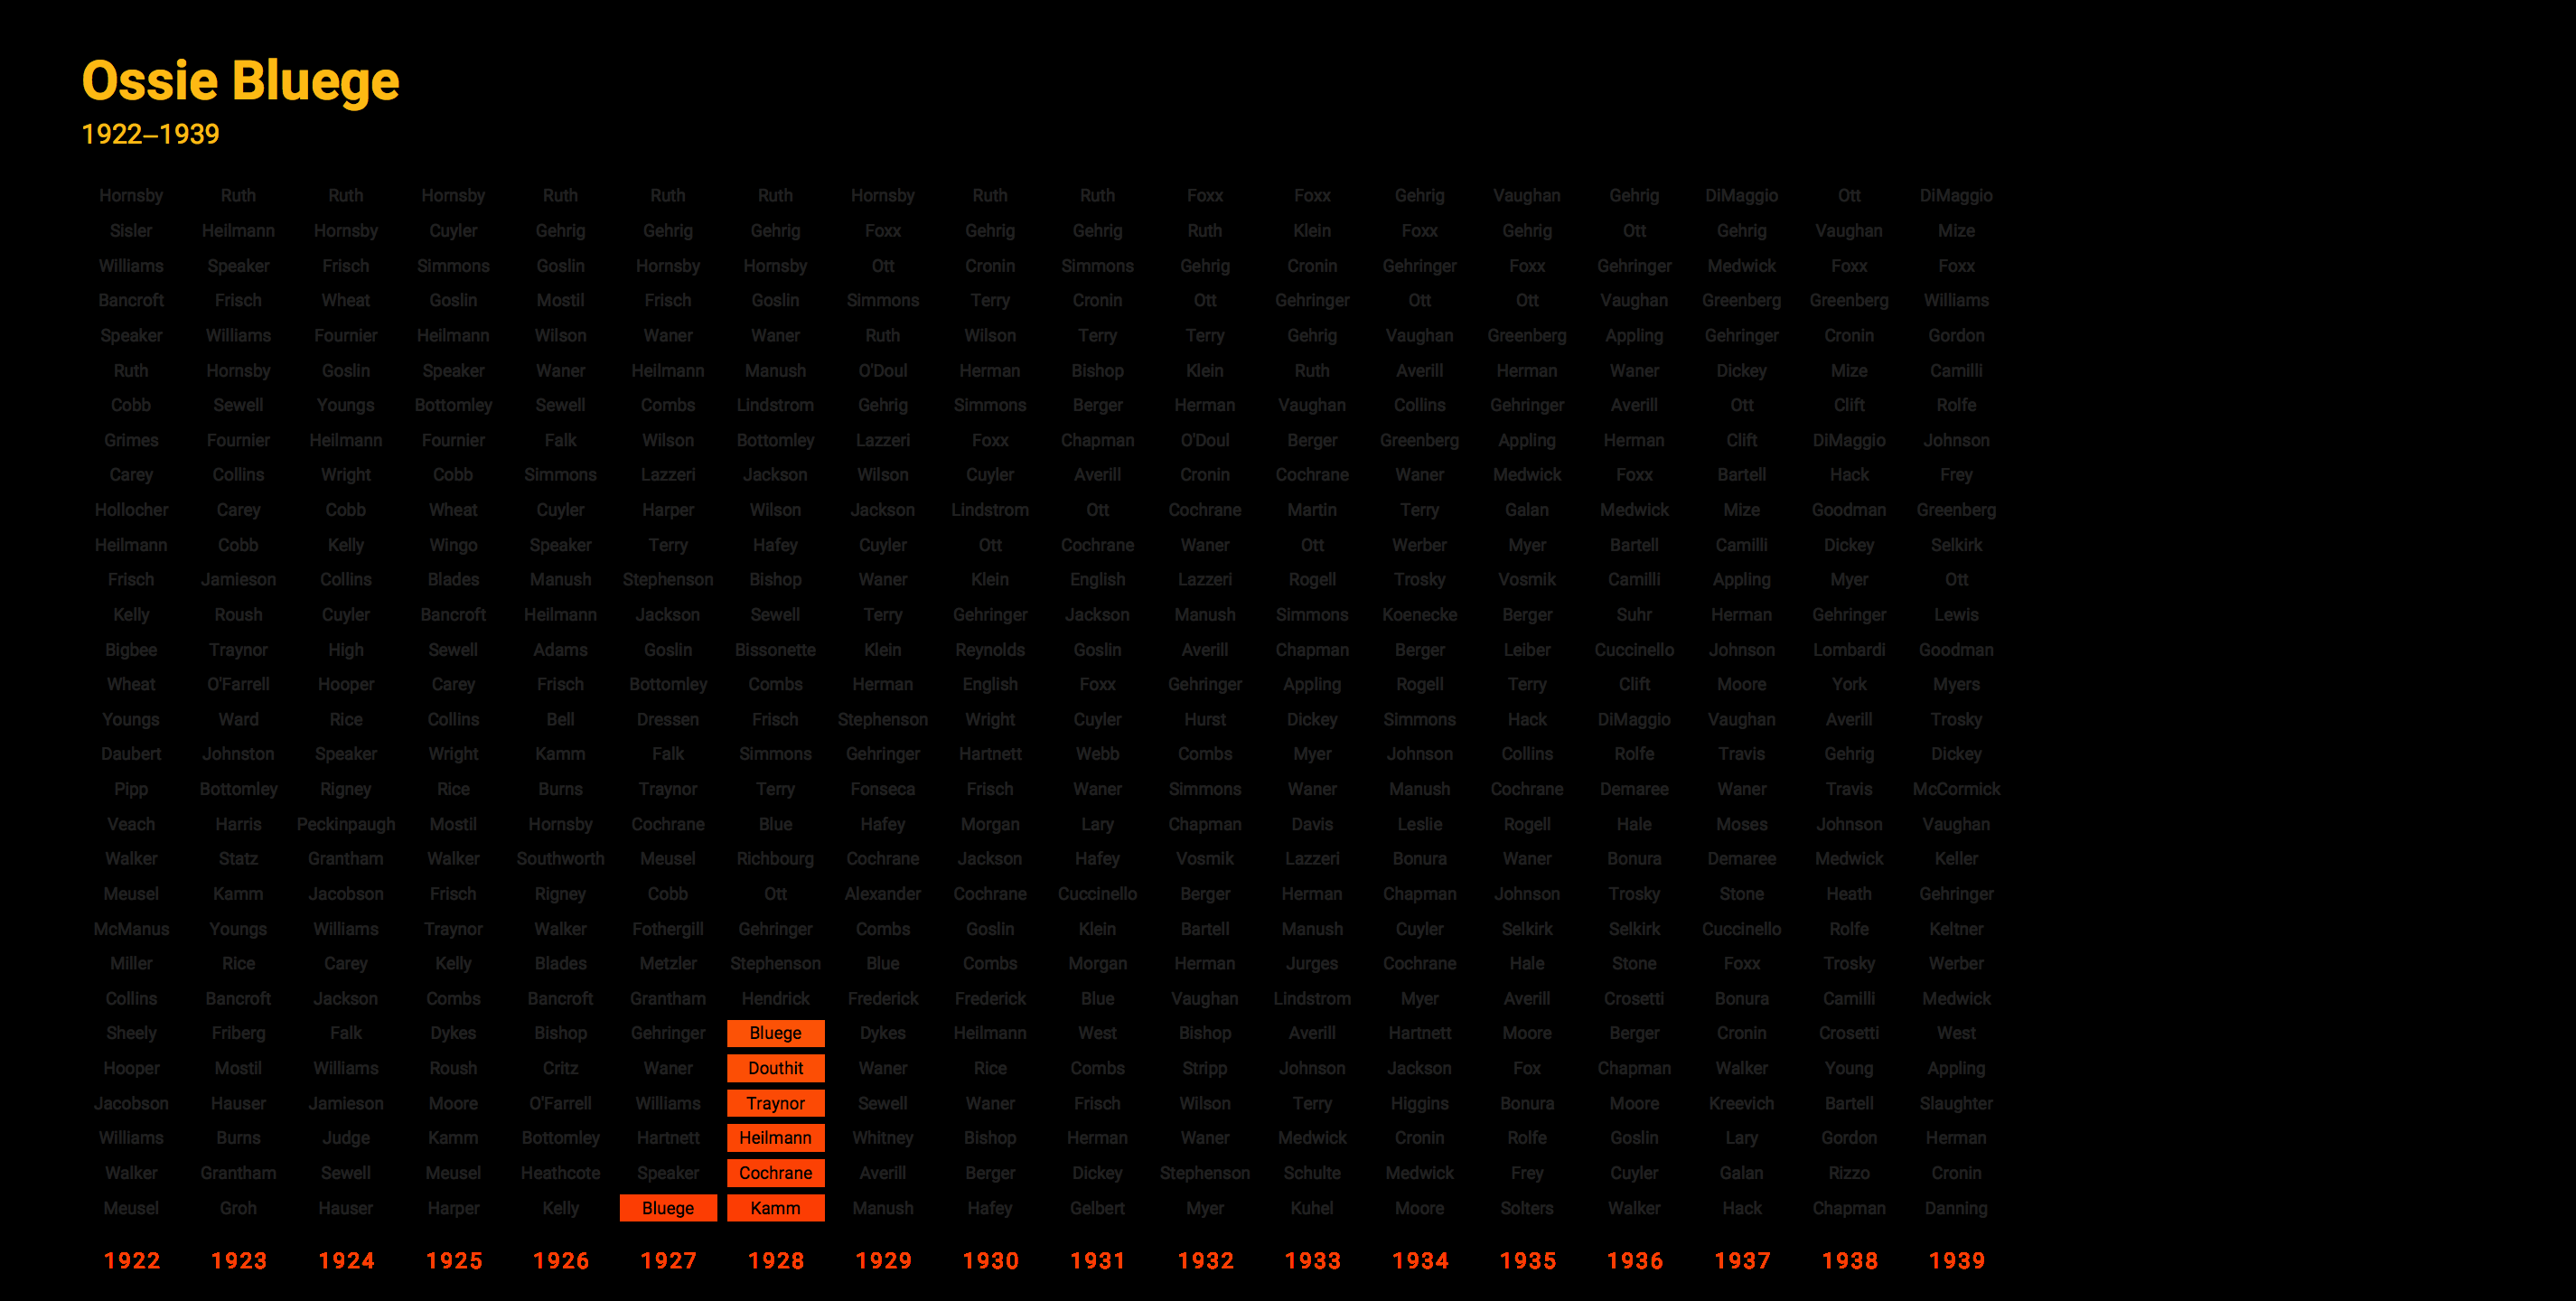 Ossie Bluege
1922–1939
Hornsby Ruth Ruth Hornsby Ruth Ruth Ruth Hornsby Ruth Ruth Foxx Foxx Gehrig Vaughan Gehrig DiMaggio Ott DiMaggio
Sisler Heilmann Hornsby Cuyler Gehrig Gehrig Gehrig Foxx Gehrig Gehrig Ruth Klein Foxx Gehrig Ott Gehrig Vaughan Mize
Williams Speaker Frisch Simmons Goslin Hornsby Hornsby Ott Cronin Simmons Gehrig Cronin Gehringer Foxx Gehringer Medwick Foxx Foxx
Bancroft Frisch Wheat Goslin Mostil Frisch Goslin Simmons Terry Cronin Ott Gehringer Ott Ott Vaughan Greenberg Greenberg Williams
Speaker Williams Fournier Heilmann Wilson Waner Waner Ruth Wilson Terry Terry Gehrig Vaughan Greenberg Appling Gehringer Cronin Gordon
Ruth Hornsby Goslin Speaker Waner Heilmann Manush O'Doul Herman Bishop Klein Ruth Averill Herman Waner Dickey Mize Camilli
Cobb Sewell Youngs Bottomley Sewell Combs Lindstrom Gehrig Simmons Berger Herman Vaughan Collins Gehringer Averill Ott Clift Rolfe
Grimes Fournier Heilmann Fournier Falk Wilson Bottomley Lazzeri Foxx Chapman O'Doul Berger Greenberg Appling Herman Clift DiMaggio Johnson
Carey Collins Wright Cobb Simmons Lazzeri Jackson Wilson Cuyler Averill Cronin Cochrane Waner Medwick Foxx Bartell Hack Frey
Hollocher Carey Cobb Wheat Cuyler Harper Wilson Jackson Lindstrom Ott Cochrane Martin Terry Galan Medwick Mize Goodman Greenberg
Heilmann Cobb Kelly Wingo Speaker Terry Hafey Cuyler Ott Cochrane Waner Ott Werber Myer Bartell Camilli Dickey Selkirk
Frisch Jamieson Collins Blades Manush Stephenson Bishop Waner Klein English Lazzeri Rogell Trosky Vosmik Camilli Appling Myer Ott
Kelly Roush Cuyler Bancroft Heilmann Jackson Sewell Terry Gehringer Jackson Manush Simmons Koenecke Berger Suhr Herman Gehringer Lewis
Bigbee Traynor High Sewell Adams Goslin Bissonette Klein Reynolds Goslin Averill Chapman Berger Leiber Cuccinello Johnson Lombardi Goodman
Wheat O'Farrell Hooper Carey Frisch Bottomley Combs Herman English Foxx Gehringer Appling Rogell Terry Clift Moore York Myers
Youngs Ward Rice Collins Bell Dressen Frisch Stephenson Wright Cuyler Hurst Dickey Simmons Hack DiMaggio Vaughan Averill Trosky
Daubert Johnston Speaker Wright Kamm Falk Simmons Gehringer Hartnett Webb Combs Myer Johnson Collins Rolfe Travis Gehrig Dickey
Pipp Bottomley Rigney Rice Burns Traynor Terry Fonseca Frisch Waner Simmons Waner Manush Cochrane Demaree Waner Travis McCormick
Veach Harris Peckinpaugh Mostil Hornsby Cochrane Blue Hafey Morgan Lary Chapman Davis Leslie Rogell Hale Moses Johnson Vaughan
Walker Statz Grantham Walker Southworth Meusel Richbourg Cochrane Jackson Hafey Vosmik Lazzeri Bonura Waner Bonura Demaree Medwick Keller
Meusel Kamm Jacobson Frisch Rigney Cobb Ott Alexander Cochrane Cuccinello Berger Herman Chapman Johnson Trosky Stone Heath Gehringer
McManus Youngs Williams Traynor Walker Fothergill Gehringer Combs Goslin Klein Bartell Manush Cuyler Selkirk Selkirk Cuccinello Rolfe Keltner
Miller Rice Carey Kelly Blades Metzler Stephenson Blue Combs Morgan Herman Jurges Cochrane Hale Stone Foxx Trosky Werber
Collins Bancroft Jackson Combs Bancroft Grantham Hendrick Frederick Frederick Blue Vaughan Lindstrom Myer Averill Crosetti Bonura Camilli Medwick
Sheely Friberg Falk Dykes Bishop Gehringer Bluege Dykes Heilmann West Bishop Averill Hartnett Moore Berger Cronin Crosetti West
Hooper Mostil Williams Roush Critz Waner Douthit Waner Rice Combs Stripp Johnson Jackson Fox Chapman Walker Young Appling
Jacobson Hauser Jamieson Moore O'Farrell Williams Traynor Sewell Waner Frisch Wilson Terry Higgins Bonura Moore Kreevich Bartell Slaughter
Williams Burns Judge Kamm Bottomley Hartnett Heilmann Whitney Bishop Herman Waner Medwick Cronin Rolfe Goslin Lary Gordon Herman
Walker Grantham Sewell Meusel Heathcote Speaker Cochrane Averill Berger Dickey Stephenson Schulte Medwick Frey Cuyler Galan Rizzo Cronin
Meusel Groh Hauser Harper Kelly Bluege Kamm Manush Hafey Gelbert Myer Kuhel Moore Solters Walker Hack Chapman Danning
1922 1923 1924 1925 1926 1927 1928 1929 1930 1931 1932 1933 1934 1935 1936 1937 1938 1939